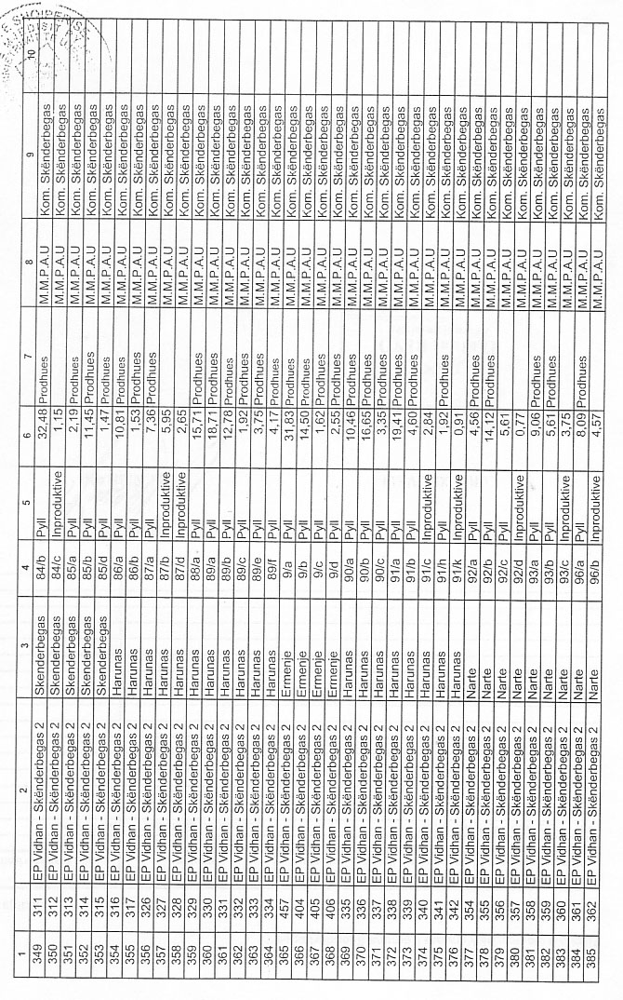 1 2 3 4 5 6 7 8 9 10
349 311 EP Vidhan - Skënderbegas 2 Skenderbegas 84/b Pyll 32,48 Prodhues M.M.P.A.U Kom. Skënderbegas
350 312 EP Vidhan - Skënderbegas 2 Skenderbegas 84/c Inproduktive 1,15 M.M.P.A.U Kom. Skënderbegas
351 313 EP Vidhan - Skënderbegas 2 Skenderbegas 85/a Pyll 2,19 Prodhues M.M.P.A.U Kom. Skënderbegas
352 314 EP Vidhan - Skënderbegas 2 Skenderbegas 85/b Pyll 11,45 Prodhues M.M.P.A.U Kom. Skënderbegas
353 315 EP Vidhan - Skënderbegas 2 Skenderbegas 85/d Pyll 1,47 Prodhues M.M.P.A.U Kom. Skënderbegas
354 316 EP Vidhan - Skënderbegas 2 Harunas 86/a Pyll 10,81 Prodhues M.M.P.A.U Kom. Skënderbegas
355 317 EP Vidhan - Skënderbegas 2 Harunas 86/b Pyll 1,53 Prodhues M.M.P.A.U Kom. Skënderbegas
356 326 EP Vidhan - Skënderbegas 2 Harunas 87/a Pyll 7,36 Prodhues M.M.P.A.U Kom. Skënderbegas
357 327 EP Vidhan - Skënderbegas 2 Harunas 87/b Inproduktive 5,95 M.M.P.A.U Kom. Skënderbegas
358 328 EP Vidhan - Skënderbegas 2 Harunas 87/d Inproduktive 2,65 M.M.P.A.U Kom. Skënderbegas
359 329 EP Vidhan - Skënderbegas 2 Harunas 88/a Pyll 15,71 Prodhues M.M.P.A.U Kom. Skënderbegas
360 330 EP Vidhan - Skënderbegas 2 Harunas 89/a Pyll 18,71 Prodhues M.M.P.A.U Kom. Skënderbegas
361 331 EP Vidhan - Skënderbegas 2 Harunas 89/b Pyll 12,78 Prodhues M.M.P.A.U Kom. Skënderbegas
362 332 EP Vidhan - Skënderbegas 2 Harunas 89/c Pyll 1,92 Prodhues M.M.P.A.U Kom. Skënderbegas
363 333 EP Vidhan - Skënderbegas 2 Harunas 89/e Pyll 3,75 Prodhues M.M.P.A.U Kom. Skënderbegas
364 334 EP Vidhan - Skënderbegas 2 Harunas 89/f Pyll 4,17 Prodhues M.M.P.A.U Kom. Skënderbegas
365 457 EP Vidhan - Skënderbegas 2 Ermenje 9/a Pyll 31,83 Prodhues M.M.P.A.U Kom. Skënderbegas
366 404 EP Vidhan - Skënderbegas 2 Ermenje 9/b Pyll 14,50 Prodhues M.M.P.A.U Kom. Skënderbegas
367 405 EP Vidhan - Skënderbegas 2 Ermenje 9/c Pyll 1,62 Prodhues M.M.P.A.U Kom. Skënderbegas
368 406 EP Vidhan - Skënderbegas 2 Ermenje 9/d Pyll 2,55 Prodhues M.M.P.A.U Kom. Skënderbegas
369 335 EP Vidhan - Skënderbegas 2 Harunas 90/a Pyll 10,46 Prodhues M.M.P.A.U Kom. Skënderbegas
370 336 EP Vidhan - Skënderbegas 2 Harunas 90/b Pyll 16,65 Prodhues M.M.P.A.U Kom. Skënderbegas
371 337 EP Vidhan - Skënderbegas 2 Harunas 90/c Pyll 3,35 Prodhues M.M.P.A.U Kom. Skënderbegas
372 338 EP Vidhan - Skënderbegas 2 Harunas 91/a Pyll 19,41 Prodhues M.M.P.A.U Kom. Skënderbegas
373 339 EP Vidhan - Skënderbegas 2 Harunas 91/b Pyll 4,60 Prodhues M.M.P.A.U Kom. Skënderbegas
374 340 EP Vidhan - Skënderbegas 2 Harunas 91/c Inproduktive 2,84 M.M.P.A.U Kom. Skënderbegas
375 341 EP Vidhan - Skënderbegas 2 Harunas 91/h Pyll 1,92 Prodhues M.M.P.A.U Kom. Skënderbegas
376 342 EP Vidhan - Skënderbegas 2 Harunas 91/k Inproduktive 0,91 M.M.P.A.U Kom. Skënderbegas
377 354 EP Vidhan - Skënderbegas 2 Narte 92/a Pyll 4,56 Prodhues M.M.P.A.U Kom. Skënderbegas
378 355 EP Vidhan - Skënderbegas 2 Narte 92/b Pyll 14,12 Prodhues M.M.P.A.U Kom. Skënderbegas
379 356 EP Vidhan - Skënderbegas 2 Narte 92/c Pyll 5,61 M.M.P.A.U Kom. Skënderbegas
380 357 EP Vidhan - Skënderbegas 2 Narte 92/d Inproduktive 0,77 M.M.P.A.U Kom. Skënderbegas
381 358 EP Vidhan - Skënderbegas 2 Narte 93/a Pyll 9,06 Prodhues M.M.P.A.U Kom. Skënderbegas
382 359 EP Vidhan - Skënderbegas 2 Narte 93/b Pyll 5,61 Prodhues M.M.P.A.U Kom. Skënderbegas
383 360 EP Vidhan - Skënderbegas 2 Narte 93/c Inproduktive 3,75 M.M.P.A.U Kom. Skënderbegas
384 361 EP Vidhan - Skënderbegas 2 Narte 96/a Pyll 8,09 Prodhues M.M.P.A.U Kom. Skënderbegas
385 362 EP Vidhan - Skënderbegas 2 Narte 96/b Inproduktive 4,57 M.M.P.A.U Kom. Skënderbegas